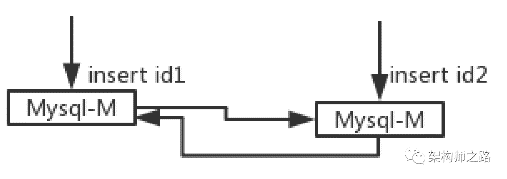 insert id1
insert id2
Mysql-M
Mysql-M
架构师之路